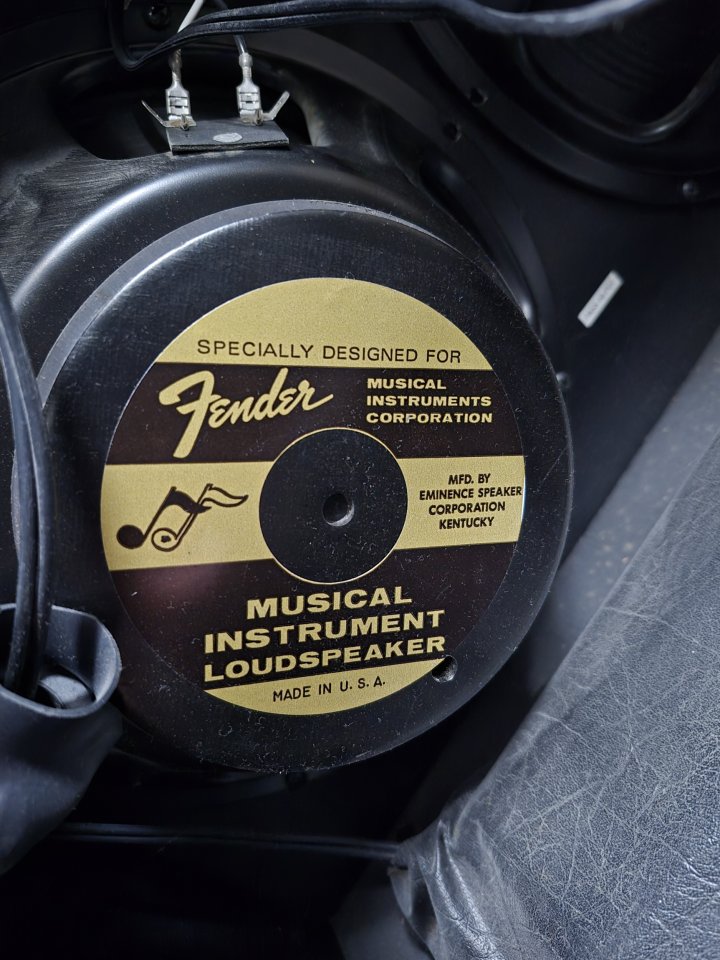 SPECIALLY DESIGNED FOR
Fender
MUSICAL
INSTRUMENTS
CORPORATION
MFD. BY
EMINENCE SPEAKER
CORPORATION
KENTUCKY
MUSICAL
INSTRUMENT
LOUDSPEAKER
MADE IN U. S. A.